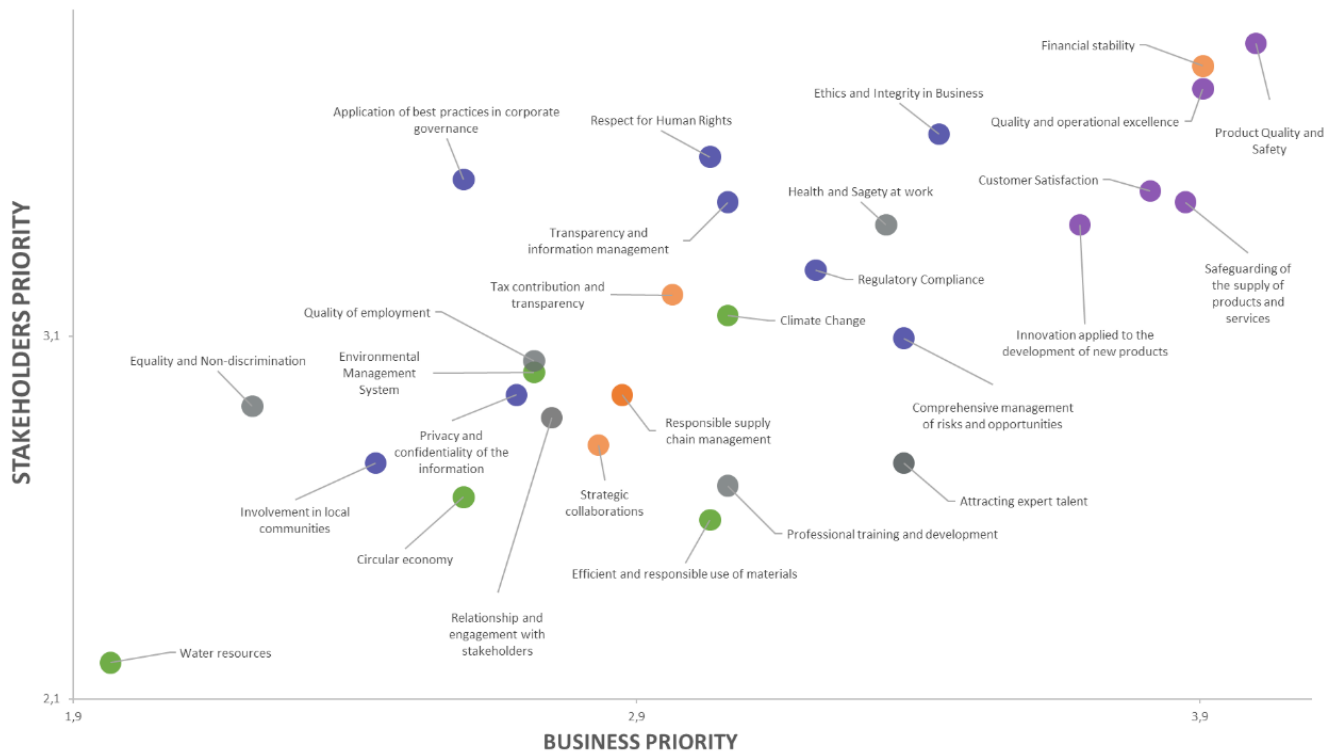 Financial stability
Ethics and Integrity in Business
Application of best practices in corporate
governance
Respect for Human Rights
Quality and operational excellence
Product Quality and
Safety
Customer Satisfaction
Health and Sagety at work
Transparency and
information management
Safeguarding of
the supply of
products and
services
Regulatory Compliance
Tax contribution and
transparency
Quality of employment
Climate Change
Innovation applied to the
development of new products
3,1
Equality and Non-discrimination
Environmental
Management
System
Comprehensive management
of risks and opportunities
Responsible supply
chain management
Privacy and
confidentiality of the
information
Strategic
collaborations
Attracting expert talent
Involvement in local
communities
Professional training and development
Circular economy
Efficient and responsible use of materials
Relationship and
engagement with
stakeholders
Water resources
STAKEHOLDERS PRIORITY
2,1
1,9
2,9
3,9
BUSINESS PRIORITY